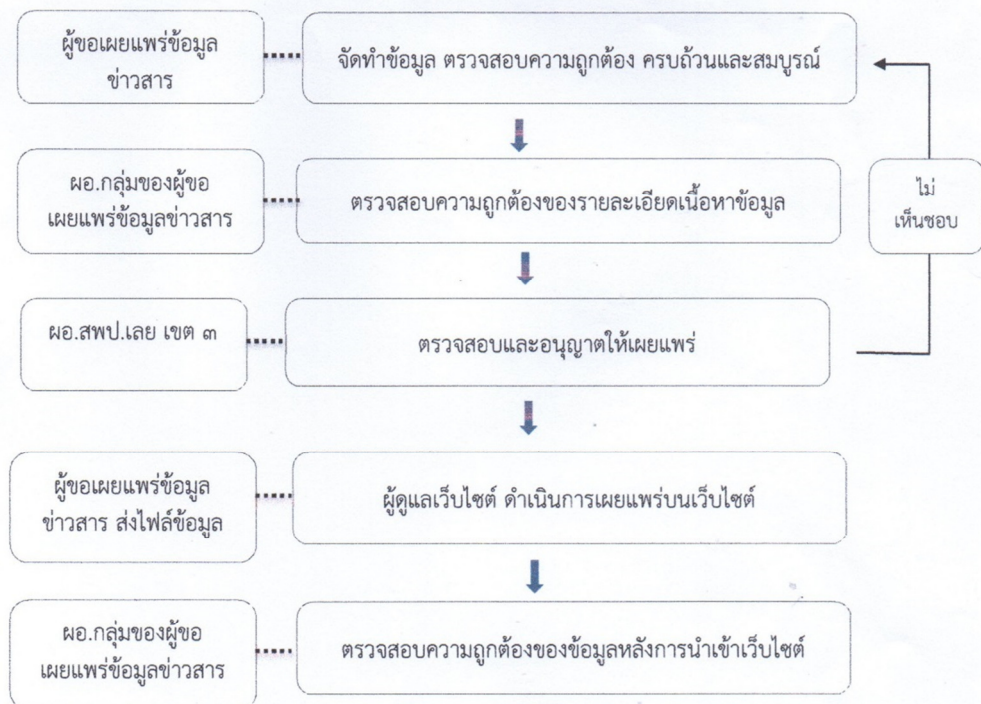 ผู้ขอเผยแพร่ข้อมูล
ข่าวสาร
จัดทำข้อมูล ตรวจสอบความถูกต้อง ครบถ้วนและสมบูรณ์
ผอ.กลุ่มของผู้ขอ
เผยแพร่ข้อมูลข่าวสาร
ตรวจสอบความถูกต้องของรายละเอียดเนื้อหาข้อมูล
ไม่
เห็นชอบ
ผอ.สพป.เลย เขต ๓
ตรวจสอบและอนุญาตให้เผยแพร่
ผู้ขอเผยแพร่ข้อมูล
ข่าวสาร ส่งไฟล์ข้อมูล
ผู้ดูแลเว็บไซต์ ดำเนินการเผยแพร่บนเว็บไซต์
ผอ.กลุ่มของผู้ขอ
เผยแพร่ข้อมูลข่าวสาร
ตรวจสอบความถูกต้องของข้อมูลหลังการนำเข้าเว็บไซต์